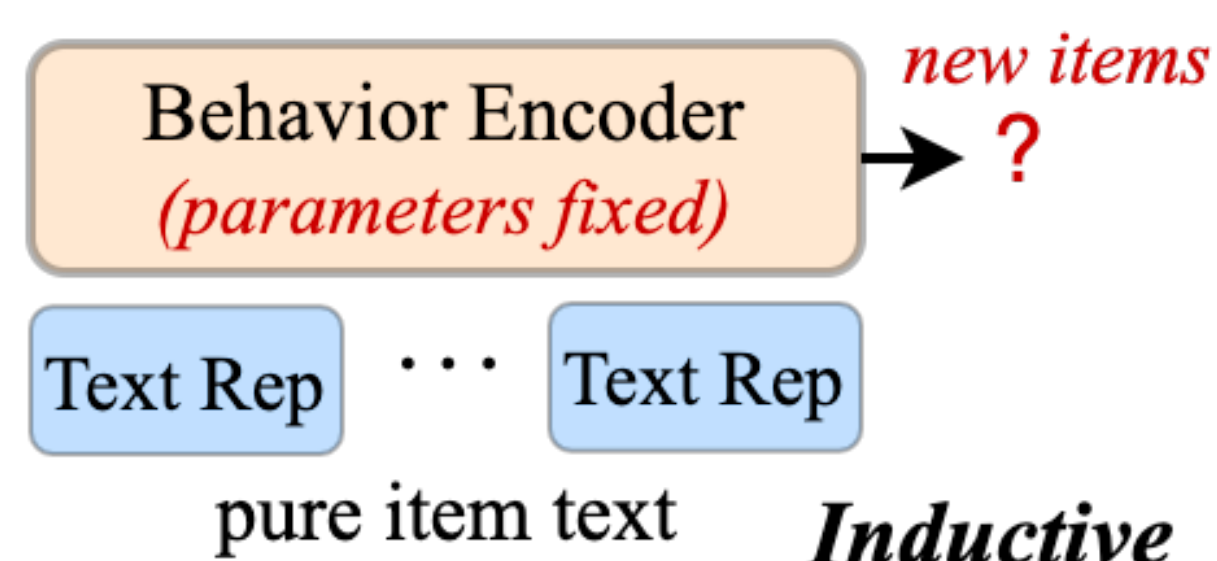 new items
Behavior Encoder
?
(parameters fixed)
Text Rep ... Text Rep
pure item text
Inductive